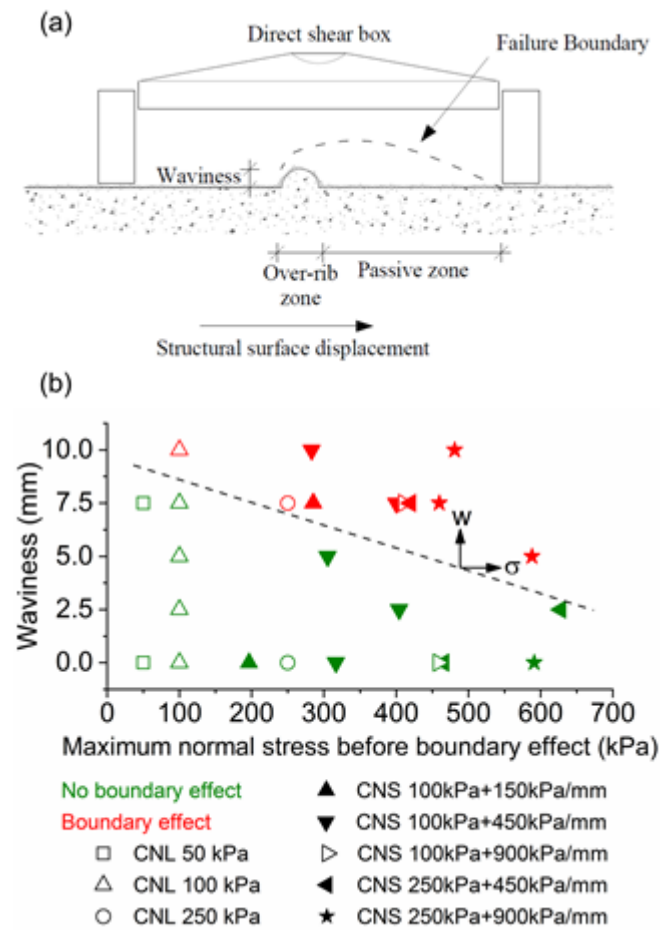 (a)
Direct shear box
Failure Boundary
Waviness
Over-rib
zone
Passive zone
Structural surface displacement
(b)
Waviness (mm)
10.0
7.5
5.0
2.5
0.0
W
σ
0 100 200 300 400 500 600 700
Maximum normal stress before boundary effect (kPa)
No boundary effect
Boundary effect
CNL 50 kPa
CNL 100 kPa
CNL 250 kPa
CNS 100kPa+150kPa/mm
CNS 100kPa+450kPa/mm
CNS 100kPa+900kPa/mm
CNS 250kPa+450kPa/mm
CNS 250kPa+900kPa/mm